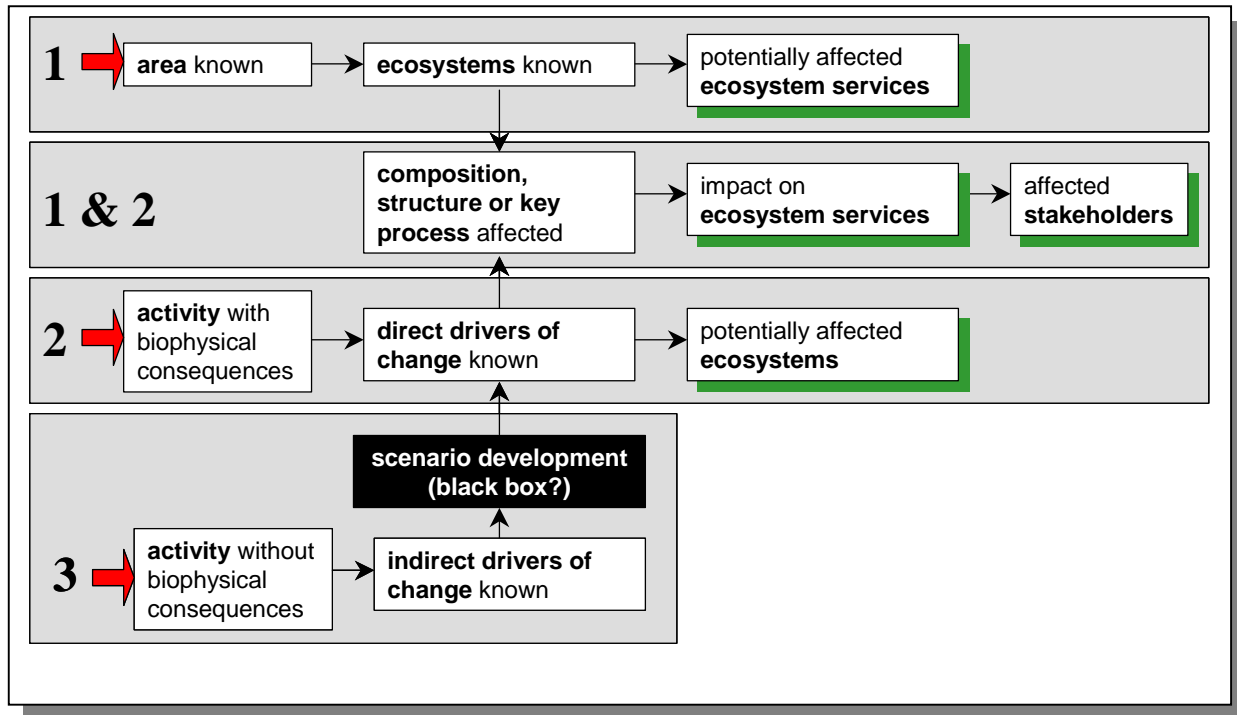 1
area known
ecosystems known
potentially affected
ecosystem services
1 & 2
composition,
structure or key
process affected
impact on
ecosystem services
affected
stakeholders
2
activity with
biophysical
consequences
direct drivers of
change known
potentially affected
ecosystems
scenario development
(black box?)
3
activity without
biophysical
consequences
indirect drivers of
change known